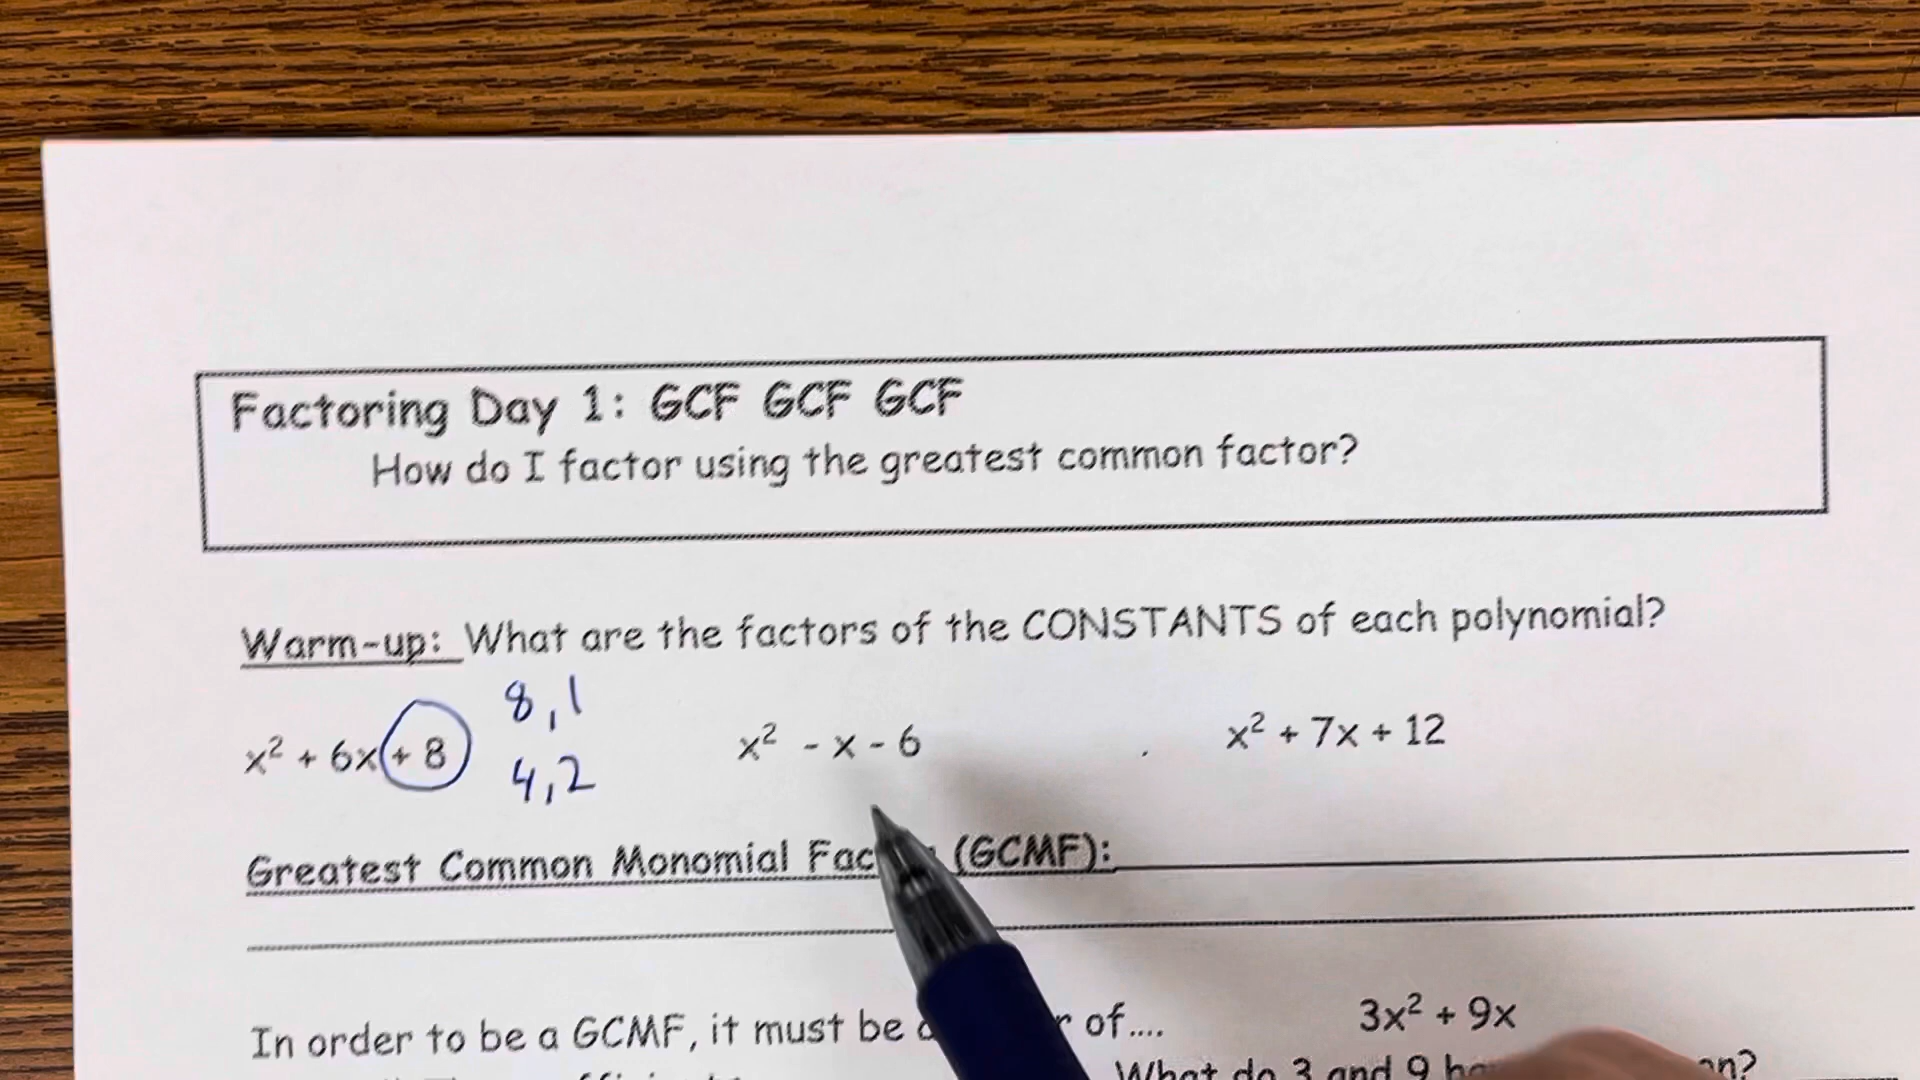 Factoring Day 1: GCF GCF GCF
How do I factor using the greatest common factor?
Warm-up: What are the factors of the CONSTANTS of each polynomial?
8,1
x² + 6x + 8
4,2
x² - x - 6
x² + 7x + 12
Greatest Common Monomial (GCMF):
In order to be a GCMF, it must be of....
3x² + 9x
What do 3 and 9